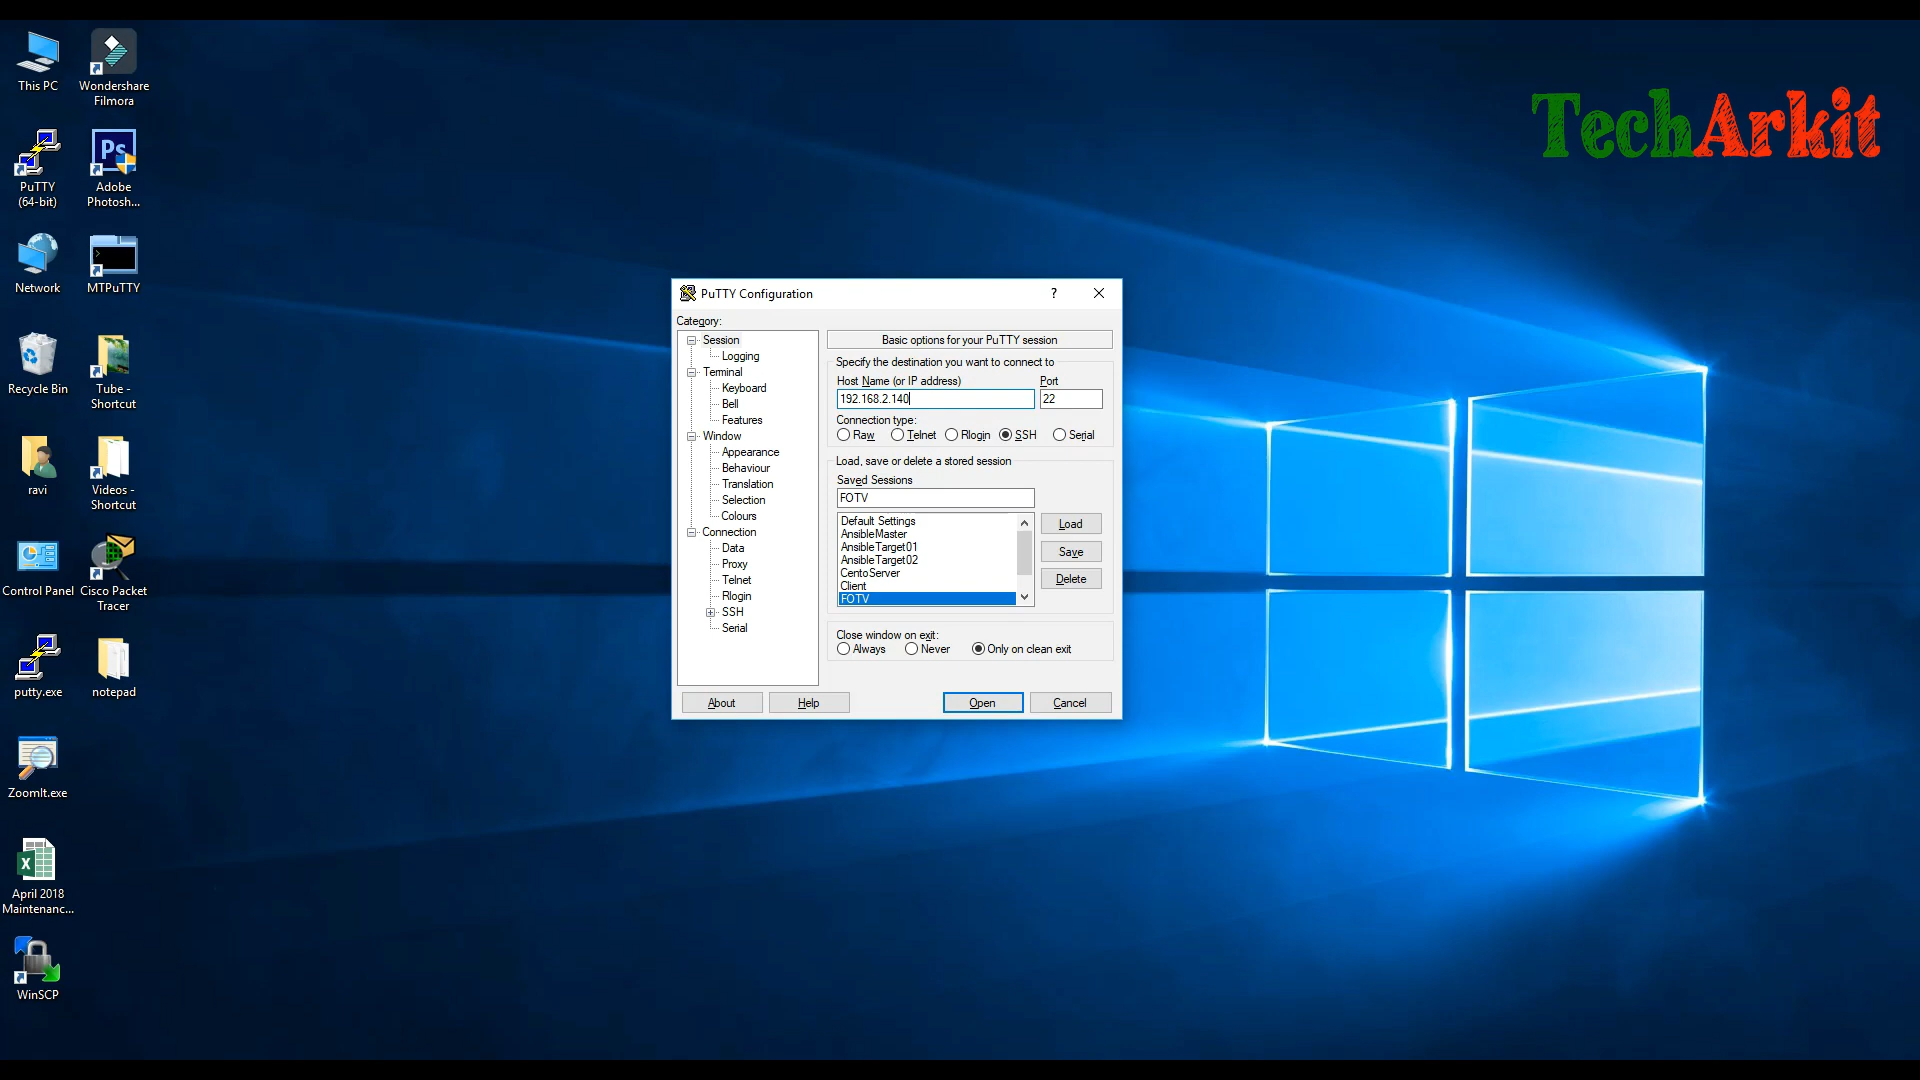 This PC
Wondershare
Filmora
TechArkit
PuTTY
(64-bit)
Ps
Adobe
Photosh...
Network
MTPuTTY
Recycle Bin
Tube -
Shortcut
ravi
Videos -
Shortcut
Control Panel
Cisco Packet
Tracer
putty.exe
notepad
ZoomIt.exe
April 2018
Maintenanc...
WinSCP
PuTTY Configuration
?
Category:
Session
Logging
Terminal
Keyboard
Bell
Features
Window
Appearance
Behaviour
Translation
Selection
Colours
Connection
Data
Proxy
Telnet
Rlogin
SSH
Serial
Basic options for your PuTTY session
Specify the destination you want to connect to
Host Name (or IP address) Port
192.168.2.140 22
Connection type:
Raw Telnet Rlogin SSH Serial
Load, save or delete a stored session
Saved Sessions
FOTV
Default Settings
AnsibleMaster
AnsibleTarget01
AnsibleTarget02
CentoServer
Client
FOTV
Load
Save
Delete
Close window on exit:
Always Never Only on clean exit
About Help Open Cancel